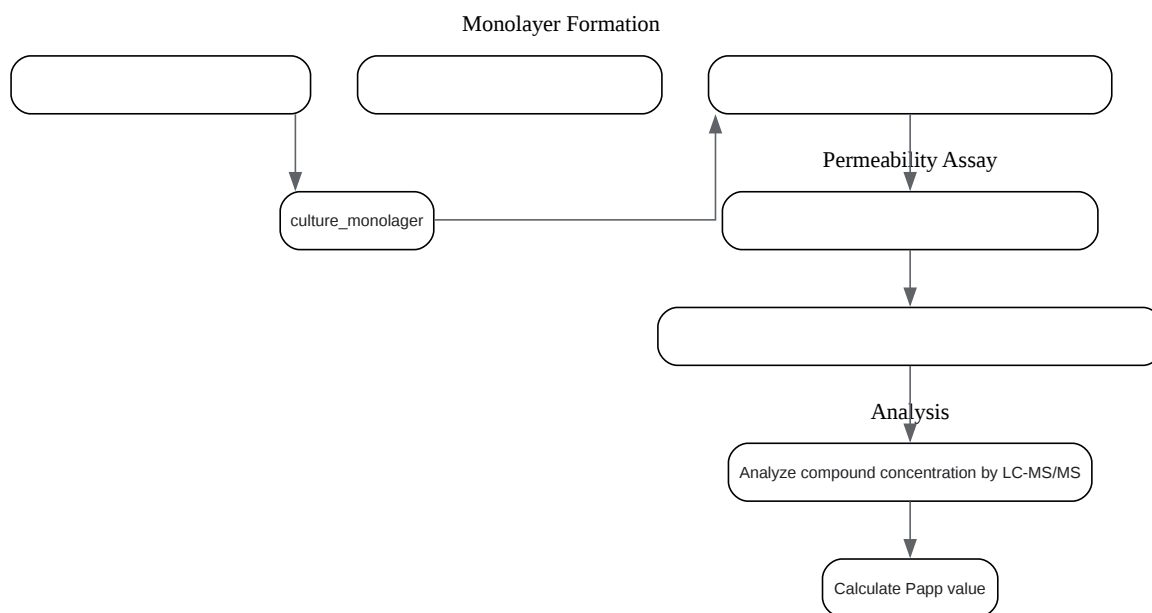 Monolayer Formation
Permeability Assay
culture_monolager
Analysis
Analyze compound concentration by LC-MS/MS
Calculate Papp value